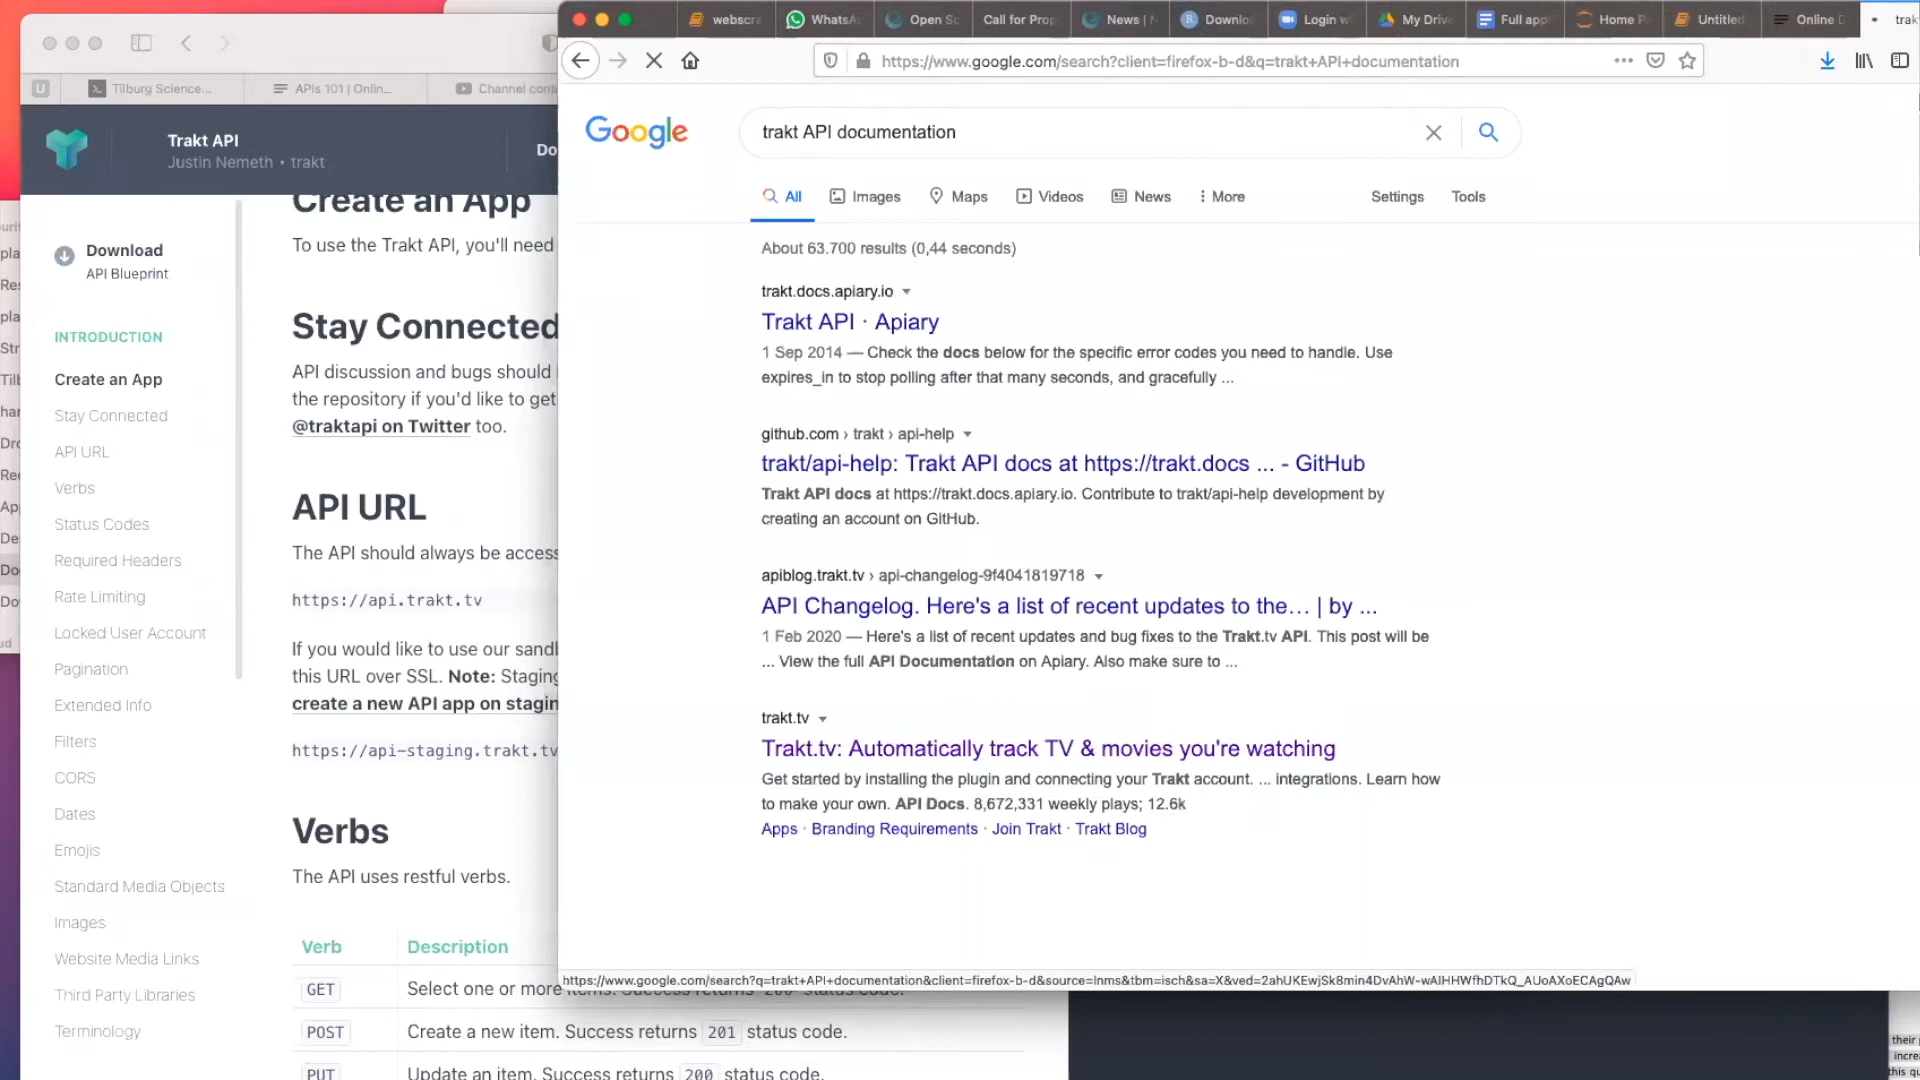 webscra
WhatsA
Open Sc
Call for Prop
News |
Downlo
Login w
My Drive
Full app
Home P
Untitled
Online D
trak
https://www.google.com/search?client=firefox-b-d&q=trakt+API+documentation
Google
trakt API documentation
All
Images
Maps
Videos
News
More
Settings
Tools
About 63.700 results (0,44 seconds)
trakt.docs.apiary.io
Trakt API · Apiary
1 Sep 2014 — Check the docs below for the specific error codes you need to handle. Use
expires_in to stop polling after that many seconds, and gracefully ...
github.com › trakt › api-help
trakt/api-help: Trakt API docs at https://trakt.docs ... - GitHub
Trakt API docs at https://trakt.docs.apiary.io. Contribute to trakt/api-help development by
creating an account on GitHub.
apiblog.trakt.tv › api-changelog-9f4041819718
API Changelog. Here's a list of recent updates to the… | by ...
1 Feb 2020 — Here's a list of recent updates and bug fixes to the Trakt.tv API. This post will be
... View the full API Documentation on Apiary. Also make sure to ...
trakt.tv
Trakt.tv: Automatically track TV & movies you're watching
Get started by installing the plugin and connecting your Trakt account. ... integrations. Learn how
to make your own. API Docs. 8,672,331 weekly plays; 12.6k
Apps · Branding Requirements · Join Trakt · Trakt Blog
https://www.google.com/search?q=trakt+API+documentation&client=firefox-b-d&source=lnms&tbm=isch&sa=X&ved=2ahUKEwjSk8min4DvAhW-wAIHHWfhDTkQ_AUoAXoECAgQAw
Tilburg Science...
APIs 101 | Onlin...
Channel cont
Trakt API
Justin Nemeth • trakt
Do
Download
API Blueprint
INTRODUCTION
Create an App
Stay Connected
API URL
Verbs
Status Codes
Required Headers
Rate Limiting
Locked User Account
Pagination
Extended Info
Filters
CORS
Dates
Emojis
Standard Media Objects
Images
Website Media Links
Third Party Libraries
Terminology
Create an App
To use the Trakt API, you'll need
Stay Connected
API discussion and bugs should
the repository if you'd like to get
@traktapi on Twitter too.
API URL
The API should always be access
https://api.trakt.tv
If you would like to use our sandb
this URL over SSL. Note: Staging
create a new API app on stagin
https://api-staging.trakt.tv
Verbs
The API uses restful verbs.
Verb Description
GET Select one or more items. Success returns 200 status code.
POST Create a new item. Success returns 201 status code.
PUT Update an item. Success returns 200 status code.
their
incre
this qu